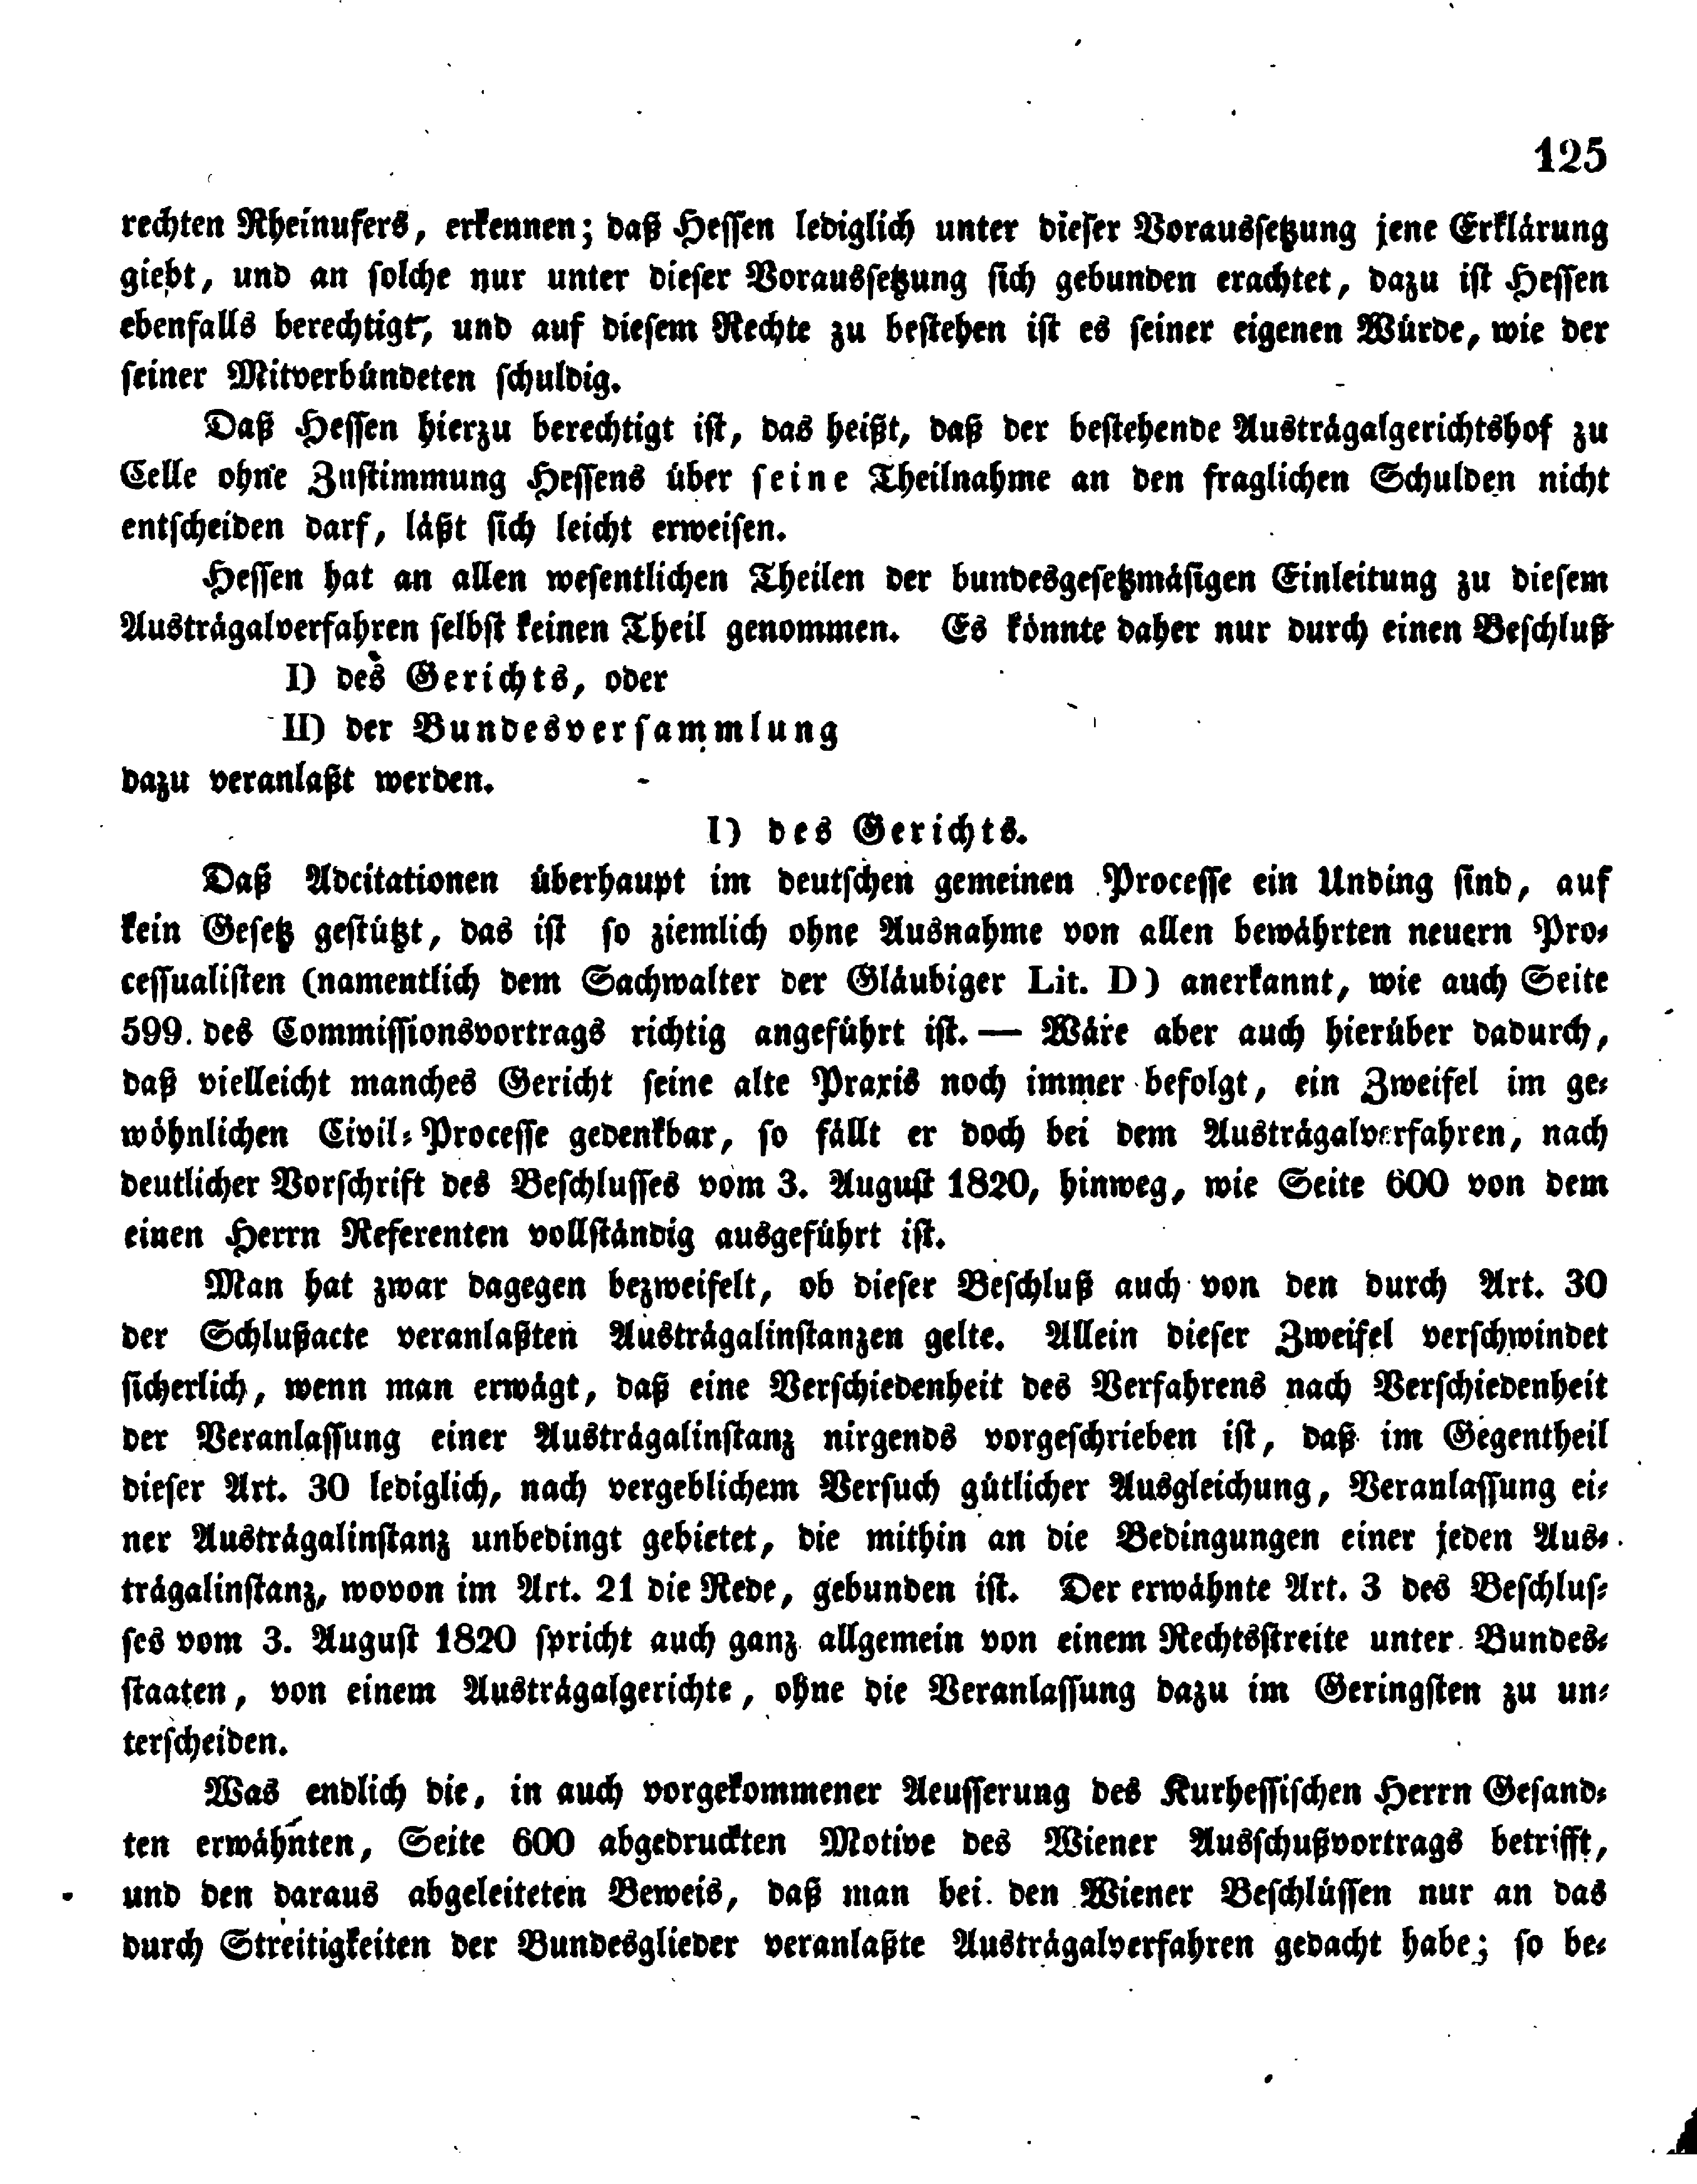 125
rechten Rheinufers, erkennen; daß Hessen lediglich unter dieser Voraussetzung jene Erklärung
giebt, und an solche nur unter dieser Voraussetzung sich gebunden erachtet, dazu ist Hessen
ebenfalls berechtigt, und auf diesem Rechte zu bestehen ist es seiner eigenen Würde, wie der
seiner Mitverbündeten schuldig.
Daß Hessen hierzu berechtigt ist, das heißt, daß der bestehende Austrägalgerichtshof zu
Celle ohne Zustimmung Hessens über seine Theilnahme an den fraglichen Schulden nicht
entscheiden darf, läßt sich leicht erweisen.
Hessen hat an allen wesentlichen Theilen der bundesgesetzmäsigen Einleitung zu diesem
Austrägalverfahren selbst keinen Theil genommen. Es könnte daher nur durch einen Beschluß
I) des Gerichts, oder
II) der Bundesversammlung
dazu veranlaßt werden.
I) des Gerichts.
Daß Adcitationen überhaupt im deutschen gemeinen Processe ein Unding sind, auf
kein Gesetz gestützt, das ist so ziemlich ohne Ausnahme von allen bewährten neuern Pro-
cessualisten (namentlich dem Sachwalter der Gläubiger Lit. D) anerkannt, wie auch Seite
599. des Commissionsvortrags richtig angeführt ist. — Wäre aber auch hierüber dadurch,
daß vielleicht manches Gericht seine alte Praxis noch immer befolgt, ein Zweifel im ge-
wöhnlichen Civil-Processe gedenkbar, so fällt er doch bei dem Austrägalverfahren, nach
deutlicher Vorschrift des Beschlusses vom 3. August 1820, hinweg, wie Seite 600 von dem
einen Herrn Referenten vollständig ausgeführt ist.
Man hat zwar dagegen bezweifelt, ob dieser Beschluß auch von den durch Art. 30
der Schlußacte veranlaßten Austrägalinstanzen gelte. Allein dieser Zweifel verschwindet
sicherlich, wenn man erwägt, daß eine Verschiedenheit des Verfahrens nach Verschiedenheit
der Veranlassung einer Austrägalinstanz nirgends vorgeschrieben ist, daß im Gegentheil
dieser Art. 30 lediglich, nach vergeblichem Versuch gütlicher Ausgleichung, Veranlassung ei-
ner Austrägalinstanz unbedingt gebietet, die mithin an die Bedingungen einer jeden Aus-
trägalinstanz, wovon im Art. 21 die Rede, gebunden ist. Der erwähnte Art. 3 des Beschlus-
ses vom 3. August 1820 spricht auch ganz allgemein von einem Rechtsstreite unter Bundes-
staaten, von einem Austrägalgerichte, ohne die Veranlassung dazu im Geringsten zu un-
terscheiden.
Was endlich die, in auch vorgekommener Aeusserung des Kurhessischen Herrn Gesand-
ten erwähnten, Seite 600 abgedruckten Motive des Wiener Ausschußvortrags betrifft,
und den daraus abgeleiteten Beweis, daß man bei den Wiener Beschlüssen nur an das
durch Streitigkeiten der Bundesglieder veranlaßte Austrägalverfahren gedacht habe; so be-